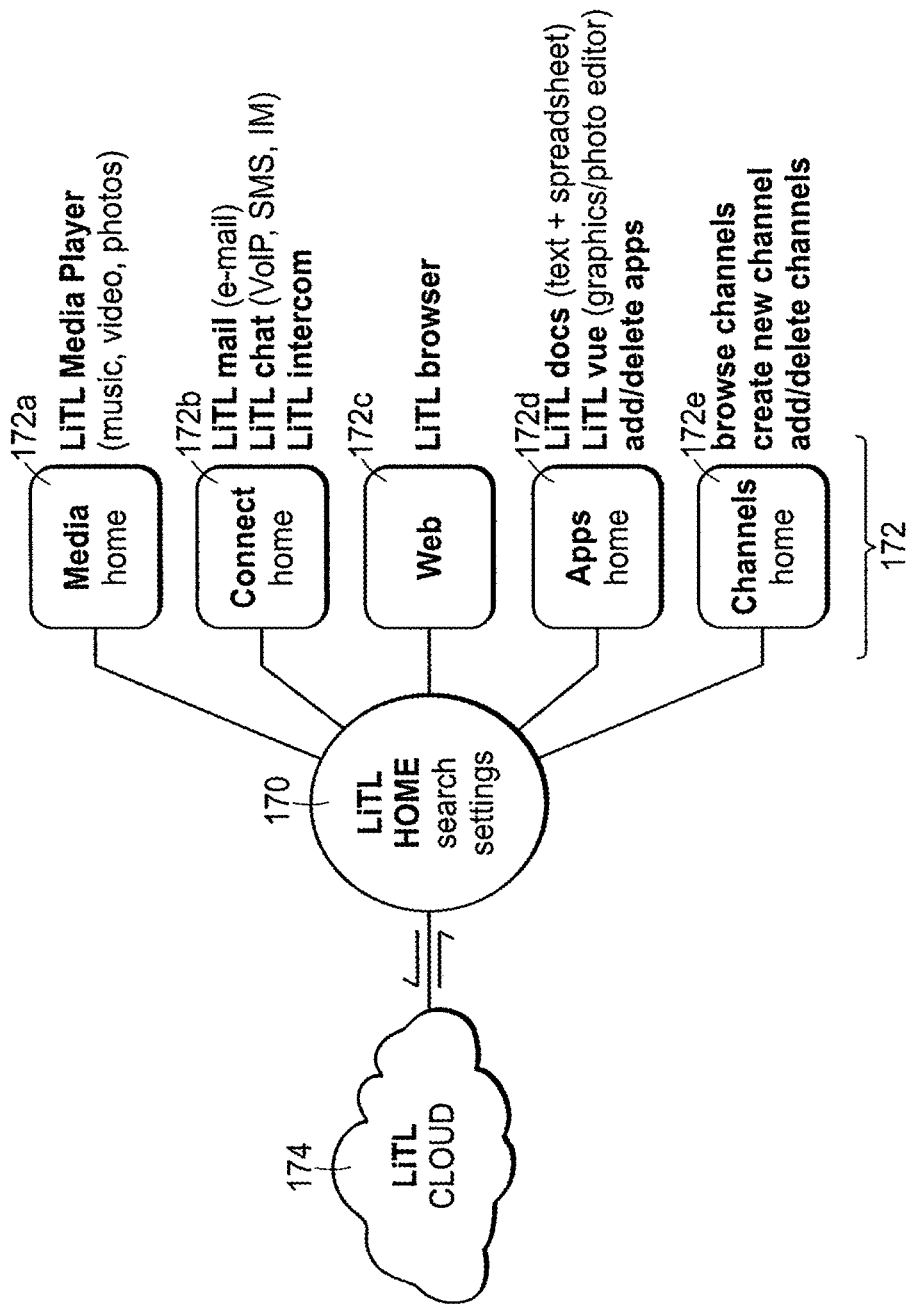 174
LiTL
CLOUD
170
LiTL
HOME
search
settings
172a
Media
home
LiTL Media Player
(music, video, photos)
172b
Connect
home
LiTL mail (e-mail)
LiTL chat (VoIP, SMS, IM)
LiTL intercom
172c
Web
LiTL browser
172d
Apps
home
LiTL docs (text + spreadsheet)
LiTL vue (graphics/photo editor)
add/delete apps
172e
Channels
home
browse channels
create new channel
add/delete channels
172